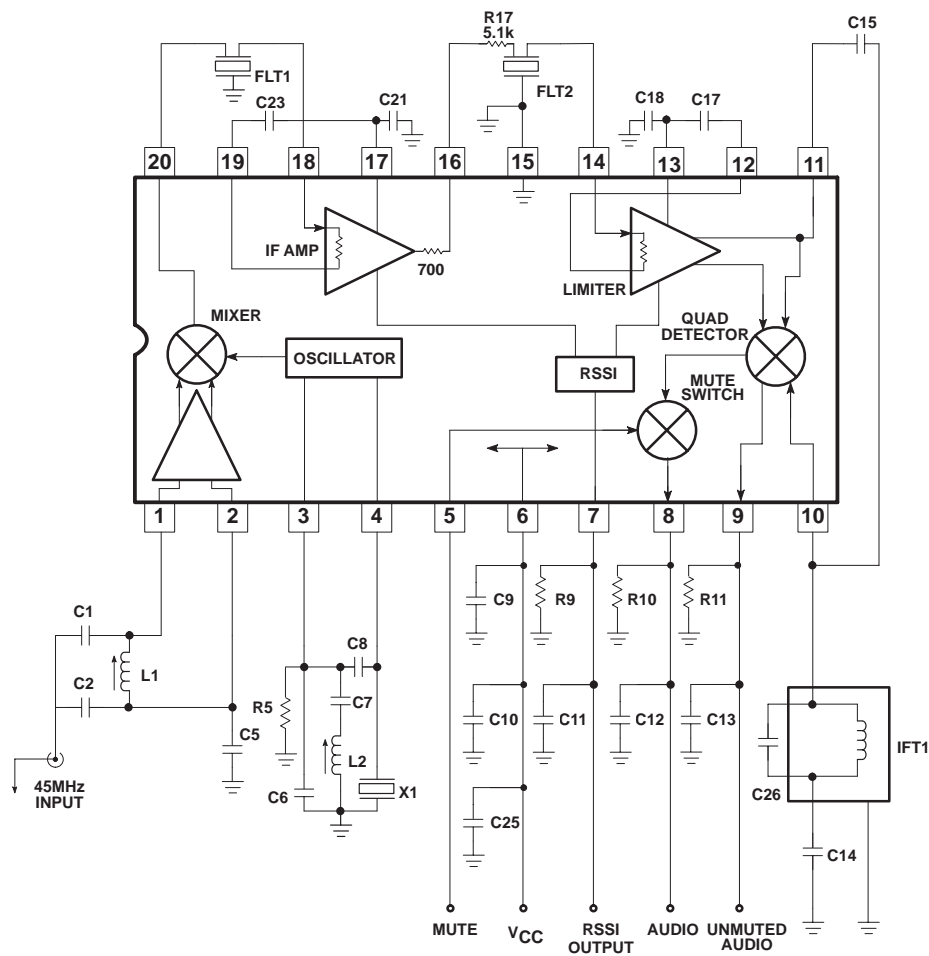 R17
5.1k
C15
FLT1
FLT2
C23
C21
C18
C17
20
19
18
17
16
15
14
13
12
11
IF AMP
700
LIMITER
MIXER
OSCILLATOR
RSSI
QUAD
DETECTOR
MUTE
SWITCH
1
2
3
4
5
6
7
8
9
10
C1
C2
L1
C5
45MHz
INPUT
R5
C6
C8
C7
L2
X1
C9
R9
R10
R11
C10
C11
C12
C13
C25
C26
IFT1
C14
MUTE
VCC
RSSI
OUTPUT
AUDIO
UNMUTED
AUDIO